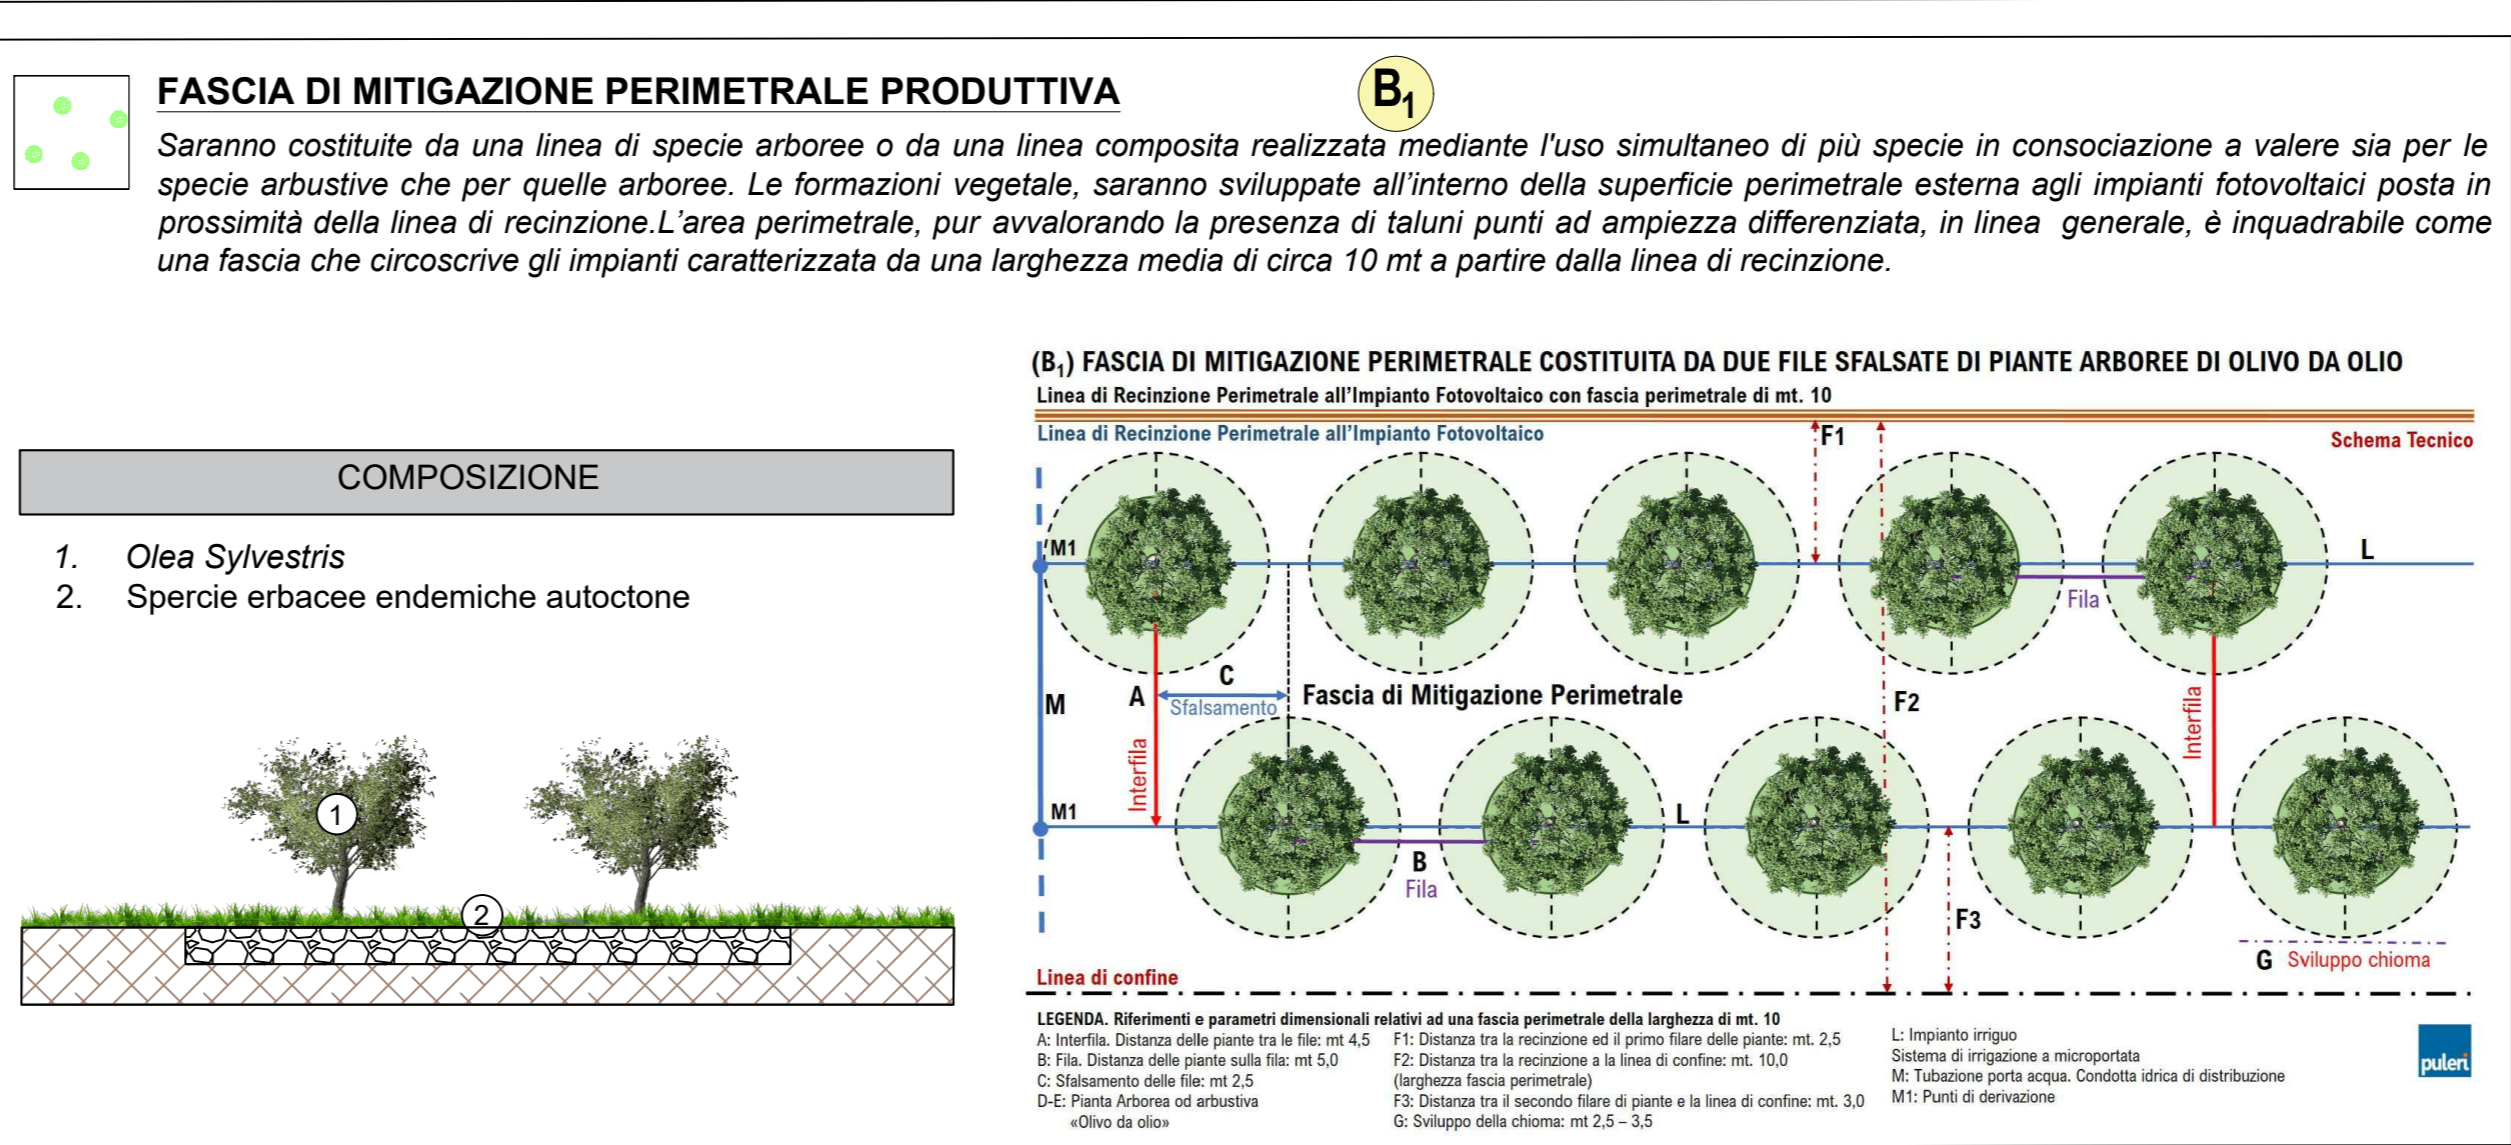 FASCIA DI MITIGAZIONE PERIMETRALE PRODUTTIVA
B1
Saranno costituite da una linea di specie arboree o da una linea composita realizzata mediante l'uso simultaneo di più specie in consociazione a valere sia per le
specie arbustive che per quelle arboree. Le formazioni vegetale, saranno sviluppate all’interno della superficie perimetrale esterna agli impianti fotovoltaici posta in
prossimità della linea di recinzione.L’area perimetrale, pur avvalorando la presenza di taluni punti ad ampiezza differenziata, in linea generale, è inquadrabile come
una fascia che circoscrive gli impianti caratterizzata da una larghezza media di circa 10 mt a partire dalla linea di recinzione.
COMPOSIZIONE
1. Olea Sylvestris
2. Spercie erbacee endemiche autoctone
1
2
(B1) FASCIA DI MITIGAZIONE PERIMETRALE COSTITUITA DA DUE FILE SFALSATE DI PIANTE ARBOREE DI OLIVO DA OLIO
Linea di Recinzione Perimetrale all’Impianto Fotovoltaico con fascia perimetrale di mt. 10
Linea di Recinzione Perimetrale all’Impianto Fotovoltaico
F1
Schema Tecnico
M1
L
Fila
C
M
A
Sfalsamento
Fascia di Mitigazione Perimetrale
F2
Interfila
Interfila
M1
L
B
Fila
F3
G Sviluppo chioma
Linea di confine
LEGENDA. Riferimenti e parametri dimensionali relativi ad una fascia perimetrale della larghezza di mt. 10
A: Interfila. Distanza delle piante tra le file: mt 4,5
B: Fila. Distanza delle piante sulla fila: mt 5,0
C: Sfalsamento delle file: mt 2,5
D-E: Pianta Arborea od arbustiva
«Olivo da olio»
F1: Distanza tra la recinzione ed il primo filare delle piante: mt. 2,5
F2: Distanza tra la recinzione a la linea di confine: mt. 10,0
(larghezza fascia perimetrale)
F3: Distanza tra il secondo filare di piante e la linea di confine: mt. 3,0
G: Sviluppo della chioma: mt 2,5 – 3,5
L: Impianto irriguo
Sistema di irrigazione a microportata
M: Tubazione porta acqua. Condotta idrica di distribuzione
M1: Punti di derivazione
puleri